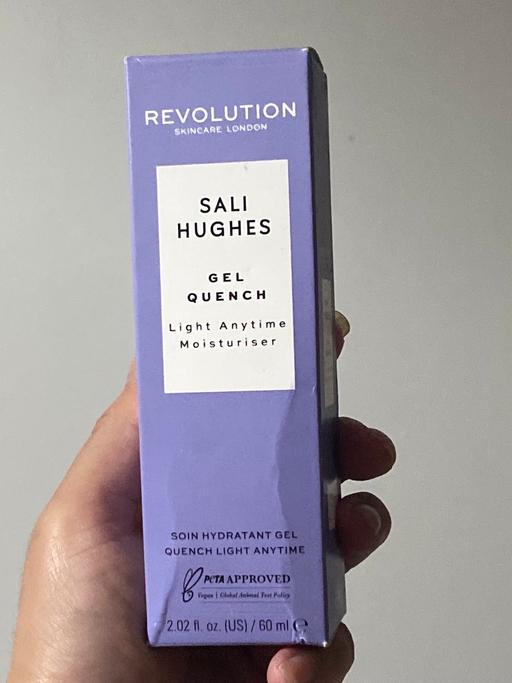 REVOLUTION
SKINCARE LONDON
SALI
HUGHES
GEL
QUENCH
Light Anytime
Moisturiser
SOIN HYDRATANT GEL
QUENCH LIGHT ANYTIME
PETA APPROVED
Vegan | Global Animal Test Policy
2.02 fl. oz. (US) / 60 ml ℮